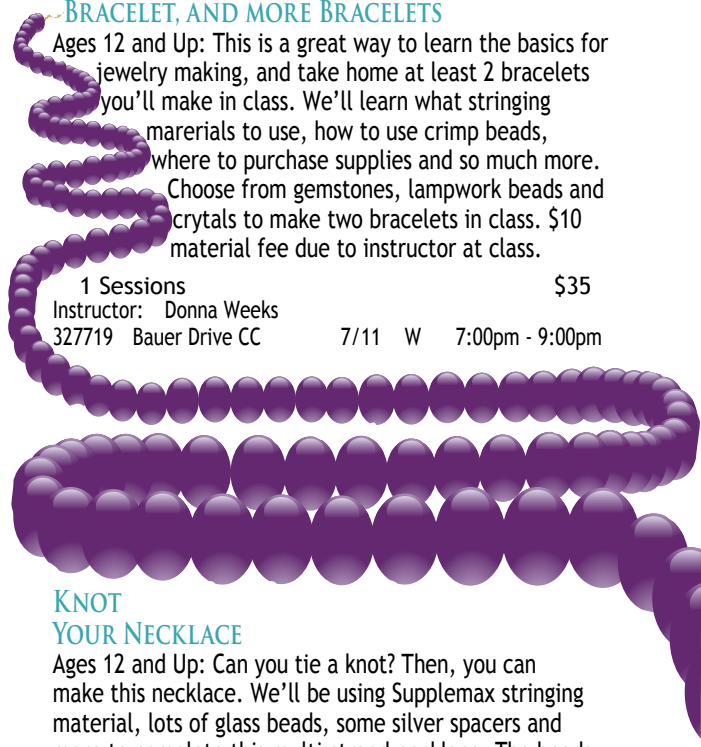 Bracelet, and more Bracelets
Ages 12 and Up: This is a great way to learn the basics for
jewelry making, and take home at least 2 bracelets
you'll make in class. We'll learn what stringing
marerials to use, how to use crimp beads,
where to purchase supplies and so much more.
Choose from gemstones, lampwork beads and
crytals to make two bracelets in class. $10
material fee due to instructor at class.
1 Sessions $35
Instructor: Donna Weeks
327719 Bauer Drive CC 7/11 W 7:00pm - 9:00pm
Knot
Your Necklace
Ages 12 and Up: Can you tie a knot? Then, you can
make this necklace. We'll be using Supplemax stringing
material, lots of glass beads, some silver spacers and